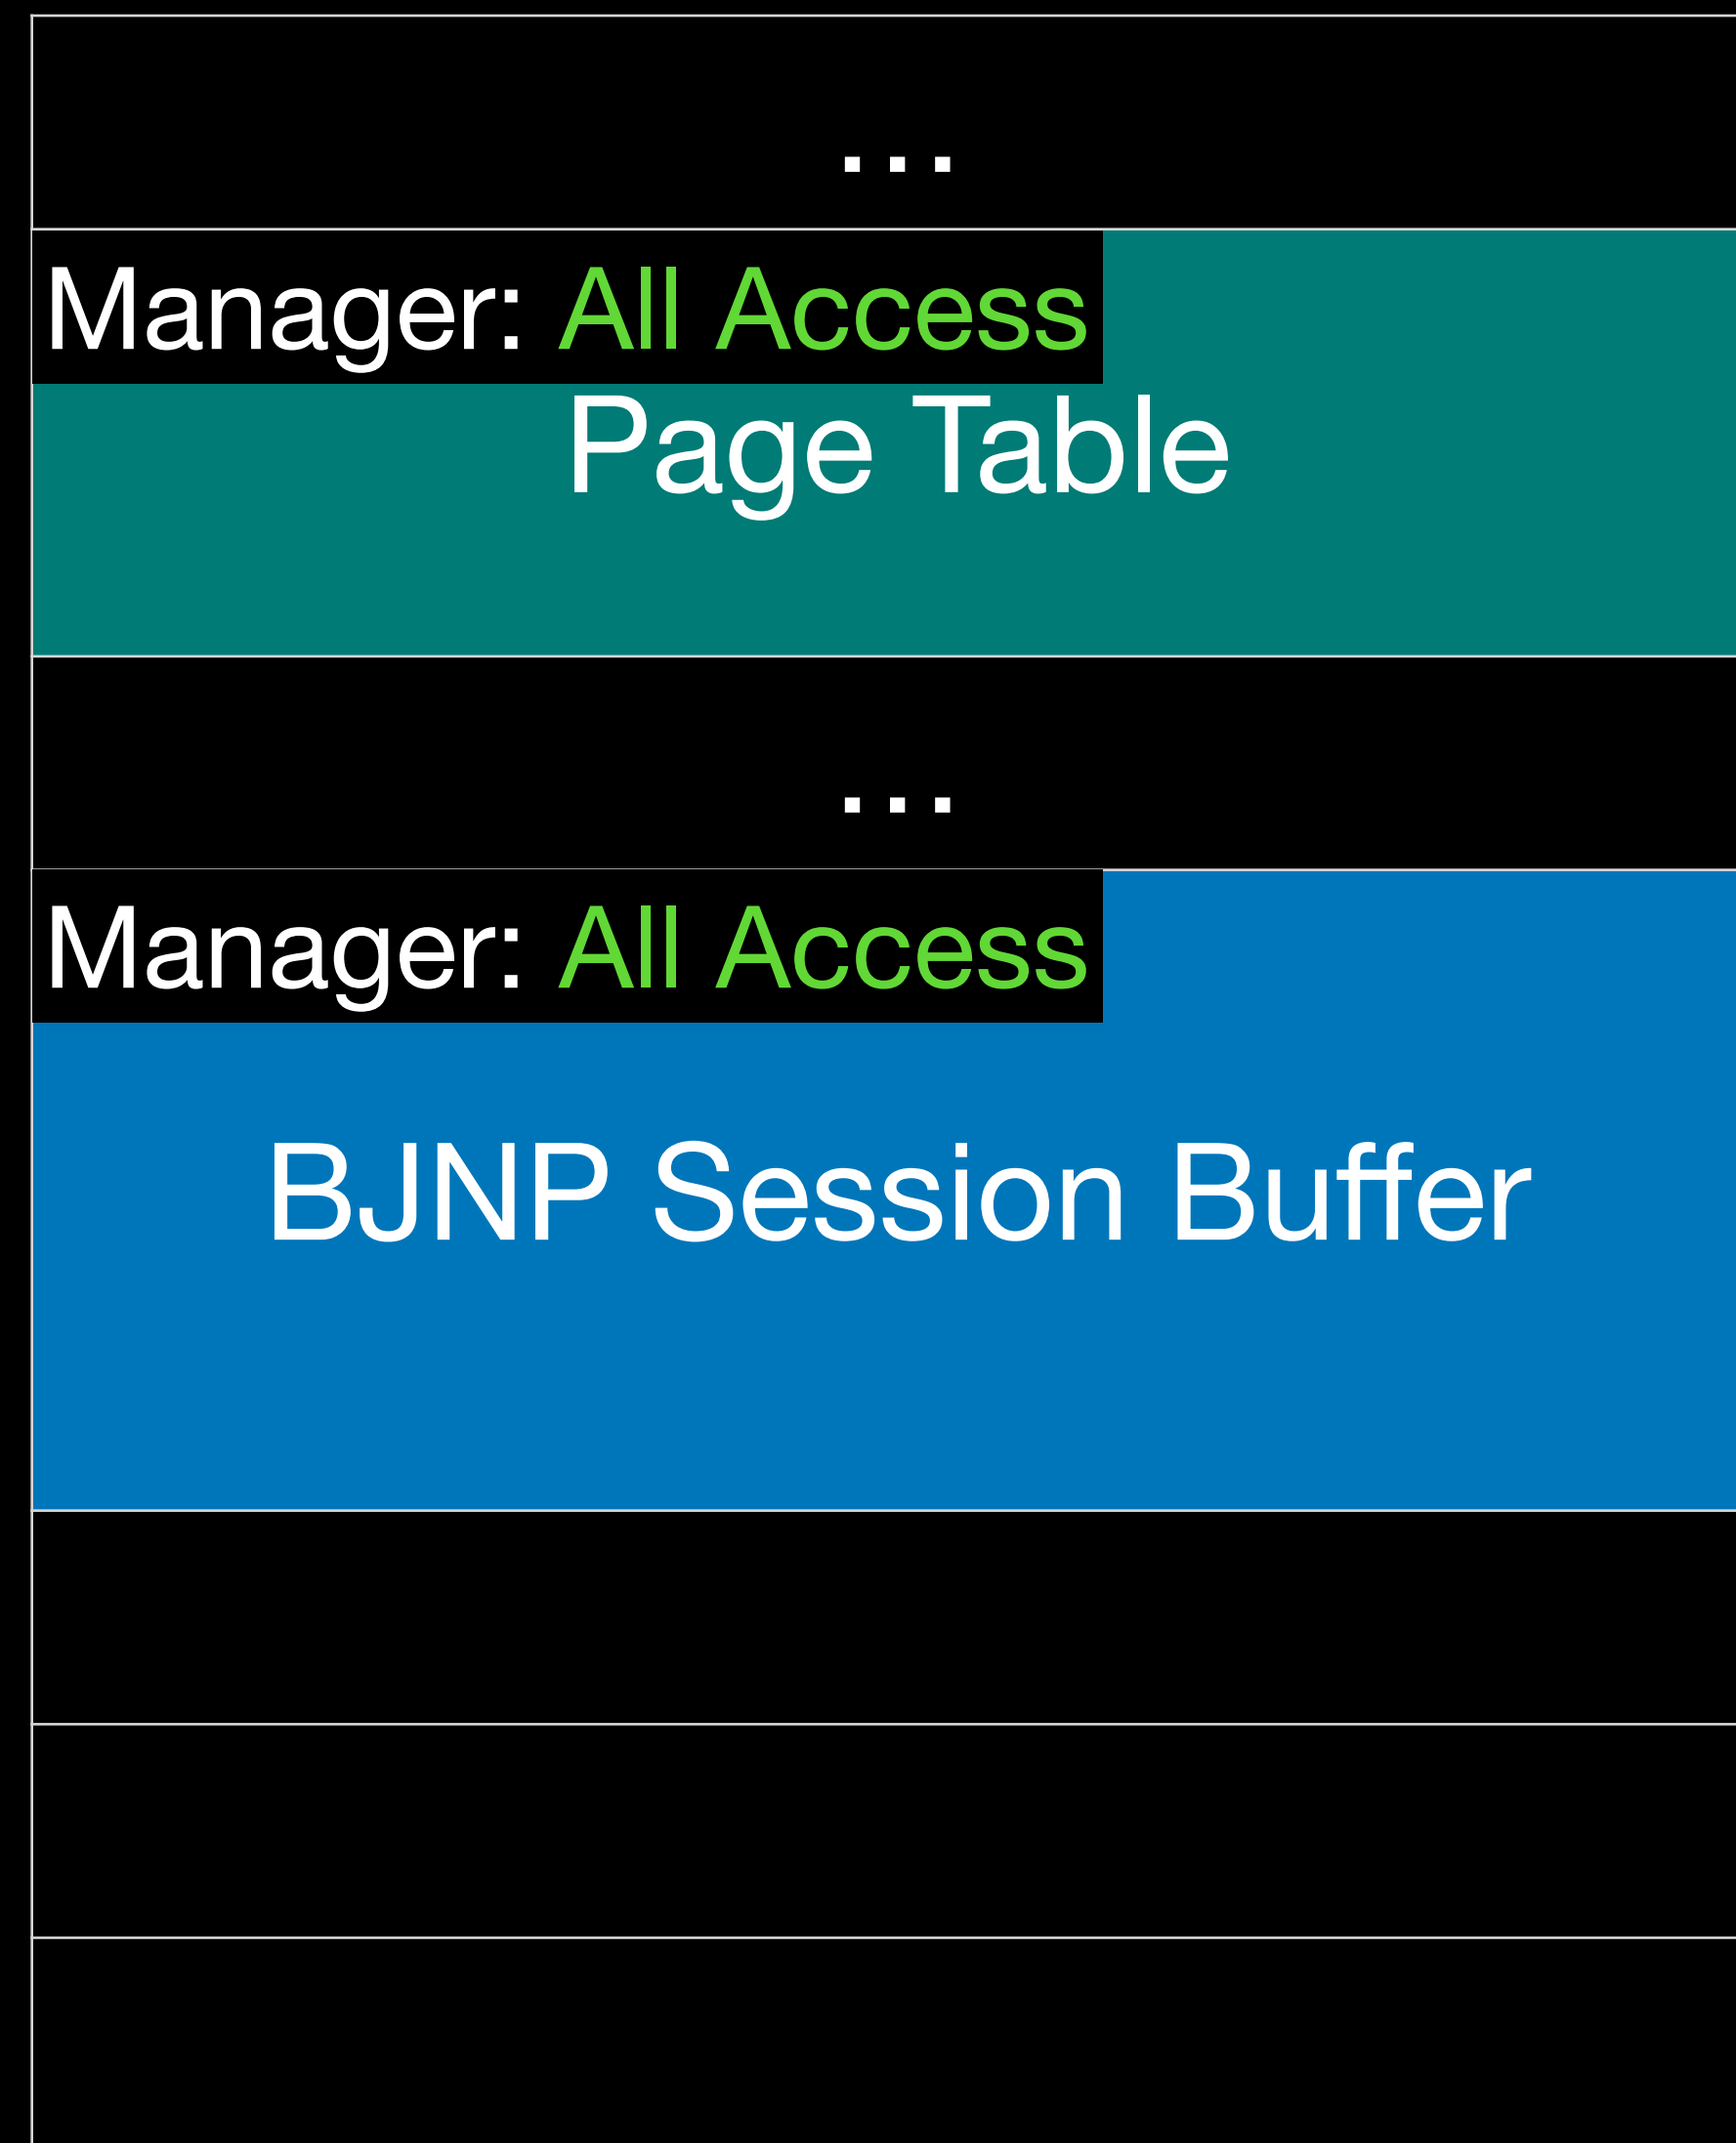 ...
Manager: All Access
Page Table
...
Manager: All Access
BJNP Session Buffer